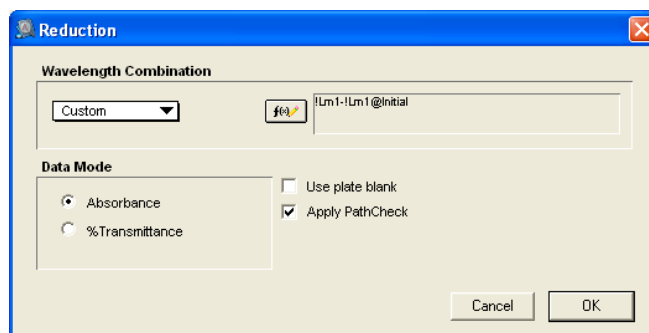 Reduction
Wavelength Combination
Custom
f(x)
!Lm1-!Lm1@Initial
Data Mode
Absorbance
%Transmittance
Use plate blank
Apply PathCheck
Cancel
OK